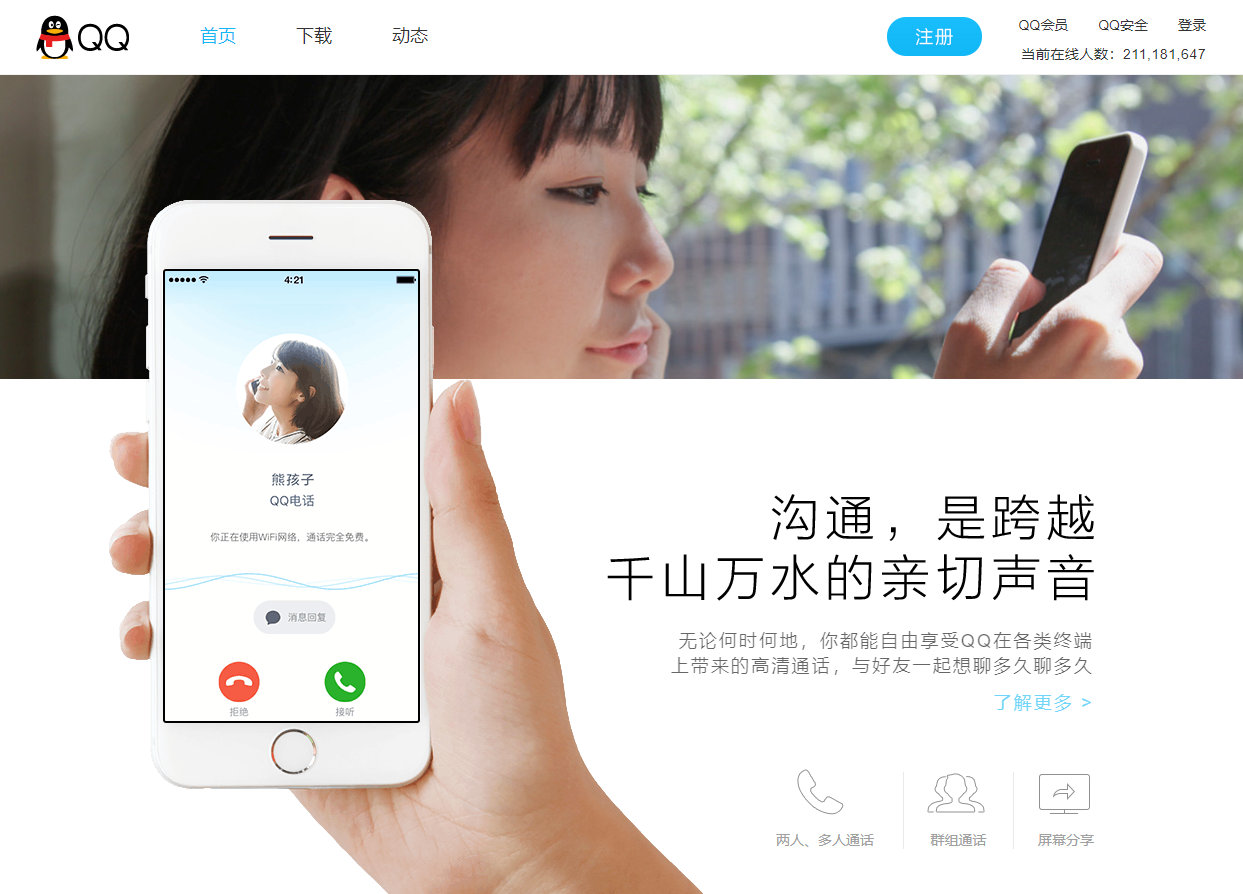 QQ
首页
下载
动态
注册
QQ会员
QQ安全
登录
当前在线人数：211,181,647
4:21
熊孩子
QQ电话
你正在使用WiFi网络，通话完全免费。
消息回复
拒绝
接听
沟通，是跨越
千山万水的亲切声音
无论何时何地，你都能自由享受QQ在各类终端
上带来的高清通话，与好友一起想聊多久聊多久
了解更多 >
两人、多人通话
群组通话
屏幕分享